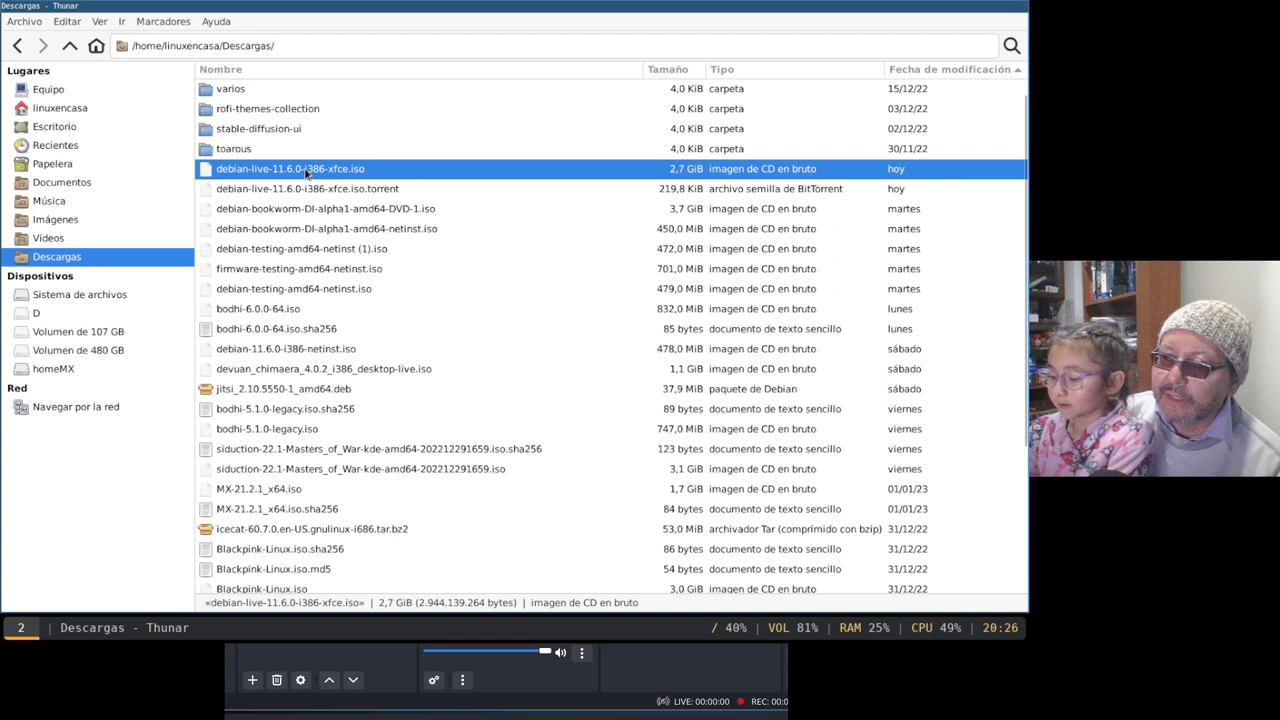 Descargas - Thunar
Archivo Editar Ver Ir Marcadores Ayuda
/home/linuxencasa/Descargas/
Lugares
Equipo
linuxencasa
Escritorio
Recientes
Papelera
Documentos
Música
Imágenes
Vídeos
Descargas
Dispositivos
Sistema de archivos
D
Volumen de 107 GB
Volumen de 480 GB
homeMX
Red
Navegar por la red
Nombre Tamaño Tipo Fecha de modificación
varios 4,0 KiB carpeta 15/12/22
rofi-themes-collection 4,0 KiB carpeta 03/12/22
stable-diffusion-ui 4,0 KiB carpeta 02/12/22
toarous 4,0 KiB carpeta 30/11/22
debian-live-11.6.0-i386-xfce.iso 2,7 GiB imagen de CD en bruto hoy
debian-live-11.6.0-i386-xfce.iso.torrent 219,8 KiB archivo semilla de BitTorrent hoy
debian-bookworm-DI-alpha1-amd64-DVD-1.iso 3,7 GiB imagen de CD en bruto martes
debian-bookworm-DI-alpha1-amd64-netinst.iso 450,0 MiB imagen de CD en bruto martes
debian-testing-amd64-netinst (1).iso 472,0 MiB imagen de CD en bruto martes
firmware-testing-amd64-netinst.iso 701,0 MiB imagen de CD en bruto martes
debian-testing-amd64-netinst.iso 479,0 MiB imagen de CD en bruto martes
bodhi-6.0.0-64.iso 832,0 MiB imagen de CD en bruto lunes
bodhi-6.0.0-64.iso.sha256 85 bytes documento de texto sencillo lunes
debian-11.6.0-i386-netinst.iso 478,0 MiB imagen de CD en bruto sábado
devuan_chimaera_4.0.2_i386_desktop-live.iso 1,1 GiB imagen de CD en bruto sábado
jitsi_2.10.5550-1_amd64.deb 37,9 MiB paquete de Debian sábado
bodhi-5.1.0-legacy.iso.sha256 89 bytes documento de texto sencillo viernes
bodhi-5.1.0-legacy.iso 747,0 MiB imagen de CD en bruto viernes
siduction-22.1-Masters_of_War-kde-amd64-202212291659.iso.sha256 123 bytes documento de texto sencillo viernes
siduction-22.1-Masters_of_War-kde-amd64-202212291659.iso 3,1 GiB imagen de CD en bruto viernes
MX-21.2.1_x64.iso 1,7 GiB imagen de CD en bruto 01/01/23
MX-21.2.1_x64.iso.sha256 84 bytes documento de texto sencillo 01/01/23
icecat-60.7.0.en-US.gnulinux-i686.tar.bz2 53,0 MiB archivador Tar (comprimido con bzip) 31/12/22
Blackpink-Linux.iso.sha256 86 bytes documento de texto sencillo 31/12/22
Blackpink-Linux.iso.md5 54 bytes documento de texto sencillo 31/12/22
Blackpink-Linux.iso 3,0 GiB imagen de CD en bruto 31/12/22
«debian-live-11.6.0-i386-xfce.iso» | 2,7 GiB (2.944.139.264 bytes) | imagen de CD en bruto
2 | Descargas - Thunar / 40% | VOL 81% | RAM 25% | CPU 49% | 20:26
LIVE: 00:00:00 REC: 00:0